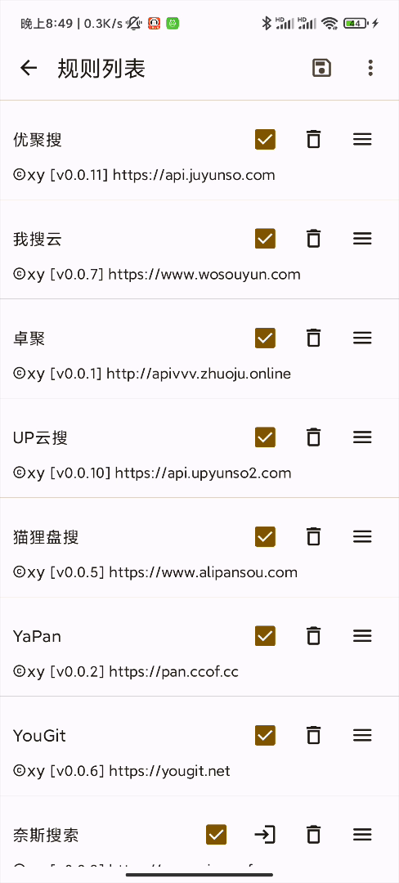 晚上8:49 | 0.3K/s
HD HD 44
规则列表
优聚搜
©xy [v0.0.11] https://api.juyunso.com
我搜云
©xy [v0.0.7] https://www.wosouyun.com
卓聚
©xy [v0.0.1] http://apivvv.zhuoju.online
UP云搜
©xy [v0.0.10] https://api.upyunso2.com
猫狸盘搜
©xy [v0.0.5] https://www.alipansou.com
YaPan
©xy [v0.0.2] https://pan.ccof.cc
YouGit
©xy [v0.0.6] https://yougit.net
奈斯搜索